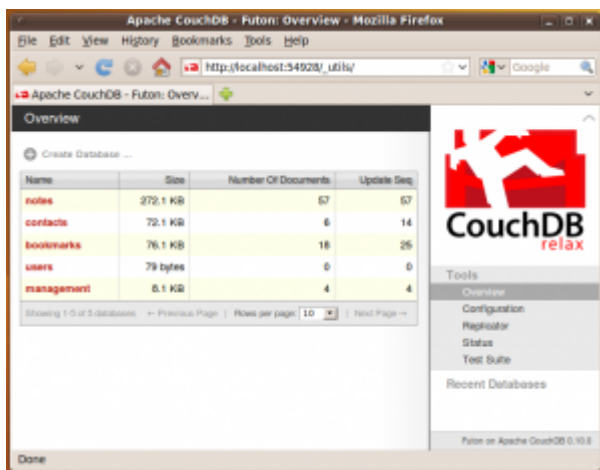 Apache CouchDB - Futon: Overview - Mozilla Firefox
File Edit View History Bookmarks Tools Help
http://localhost:54928/_utils/ Google
Apache CouchDB - Futon: Overv...
Overview
Create Database ...
Name Size Number Of Documents Update Seq
notes 272.1 KB 57 57
contacts 72.1 KB 6 14
bookmarks 76.1 KB 18 25
users 79 bytes 0 0
management 8.1 KB 4 4
Showing 1-5 of 5 databases ← Previous Page | Rows per page: 10 | Next Page →
CouchDB
relax
Tools
Overview
Configuration
Replicator
Status
Test Suite
Recent Databases
Futon on Apache CouchDB 0.10.0
Done